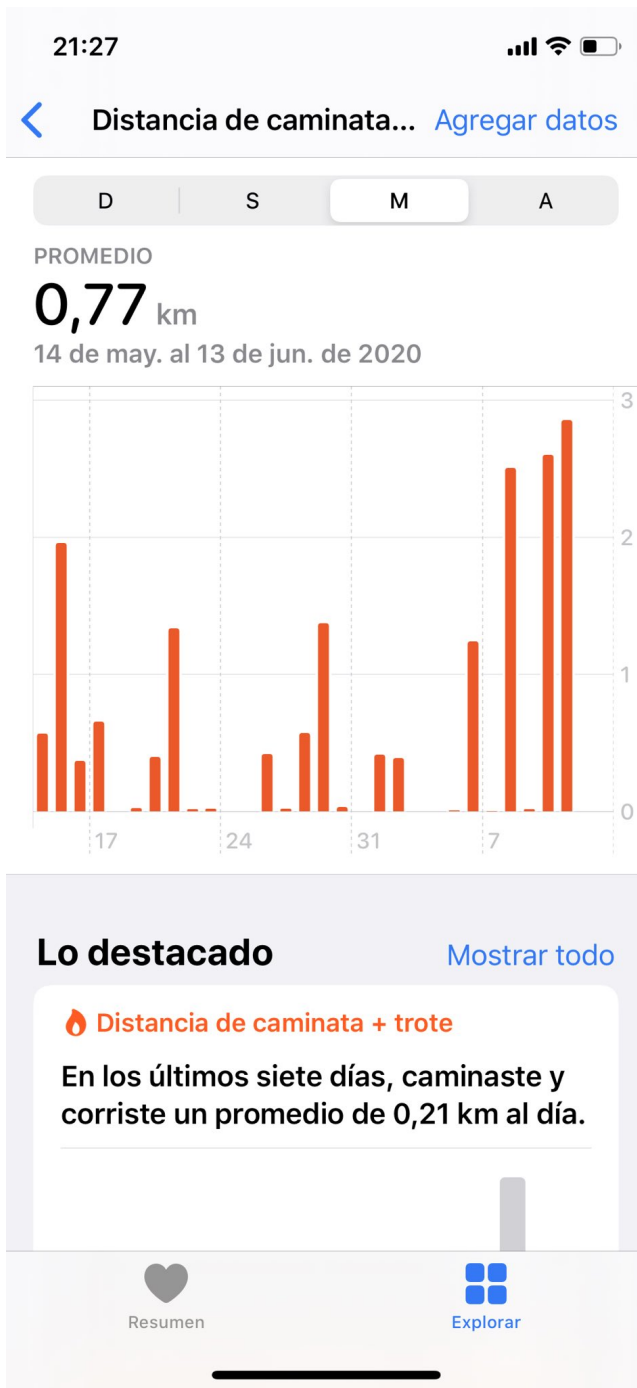 21:27
Distancia de caminata... Agregar datos
D S M A
PROMEDIO
0,77 km
14 de may. al 13 de jun. de 2020
3
2
1
0
17 24 31 7
Lo destacado Mostrar todo
Distancia de caminata + trote
En los últimos siete días, caminaste y
corriste un promedio de 0,21 km al día.
Resumen Explorar